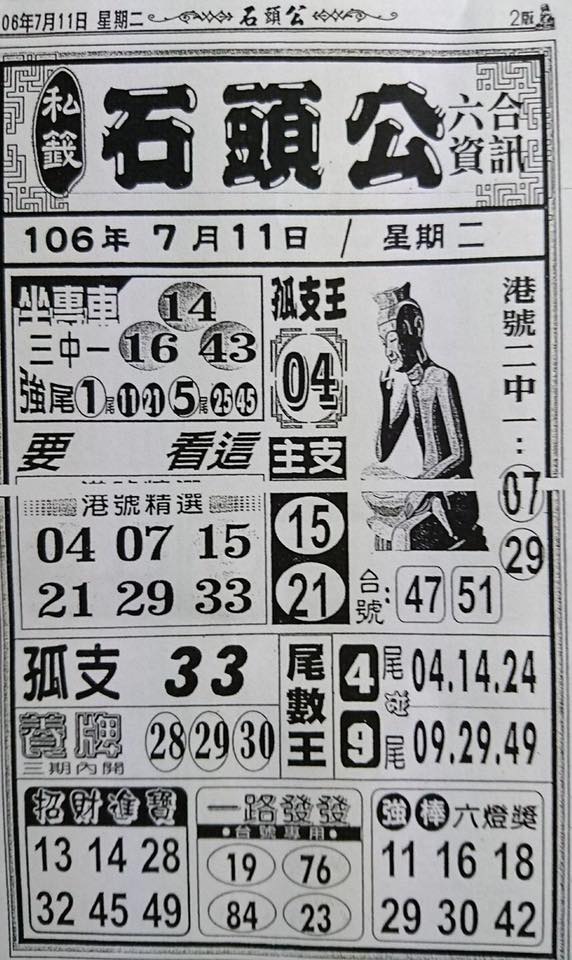 06年7月11日 星期二 石頭公 2版
私籤 石頭公 六合資訊
106年 7月11日 / 星期二
坐專車 14
三中一 16 43
強尾 1尾 11 21 5尾 25 45
孤支王
04
港號二中一：
07
29
要 看這
主支
15
21
港號精選
港號精選
04 07 15
21 29 33
台號：47 51
孤支 33
養牌 28 29 30
三期內開
尾數王
4尾 04.14.24
碰
9尾 09.29.49
招財進寶
13 14 28
32 45 49
一路發發
•台號專用•
19 76
84 23
強棒六燈獎
11 16 18
29 30 42